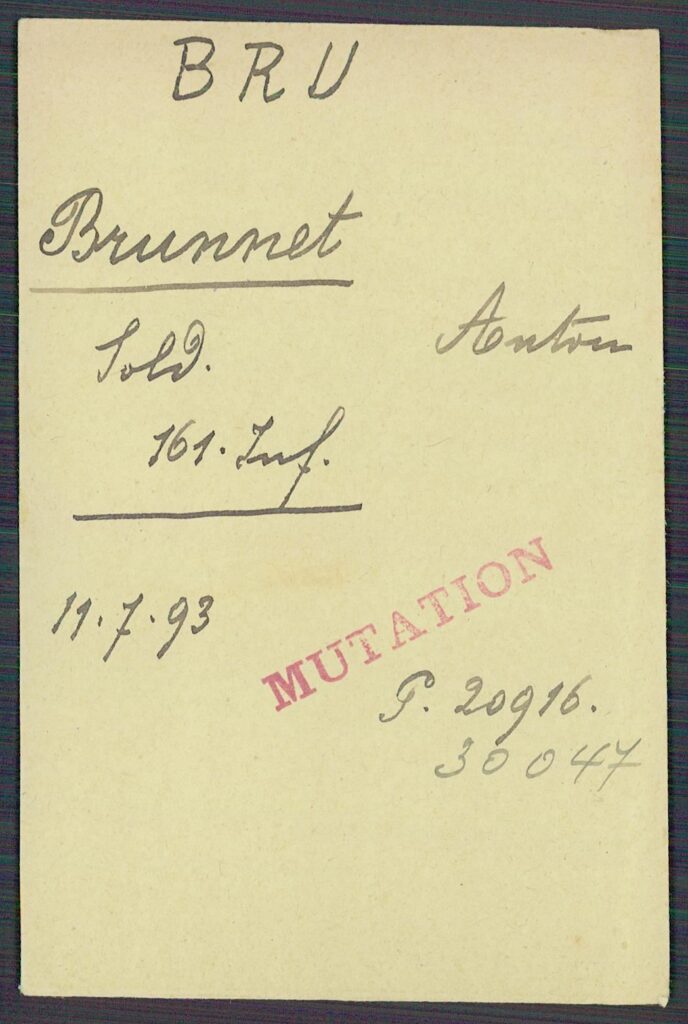 BRU
Brunnet
Anton
Sold.
161. Inf.
11.7.93
MUTATION
P. 20916.
30047